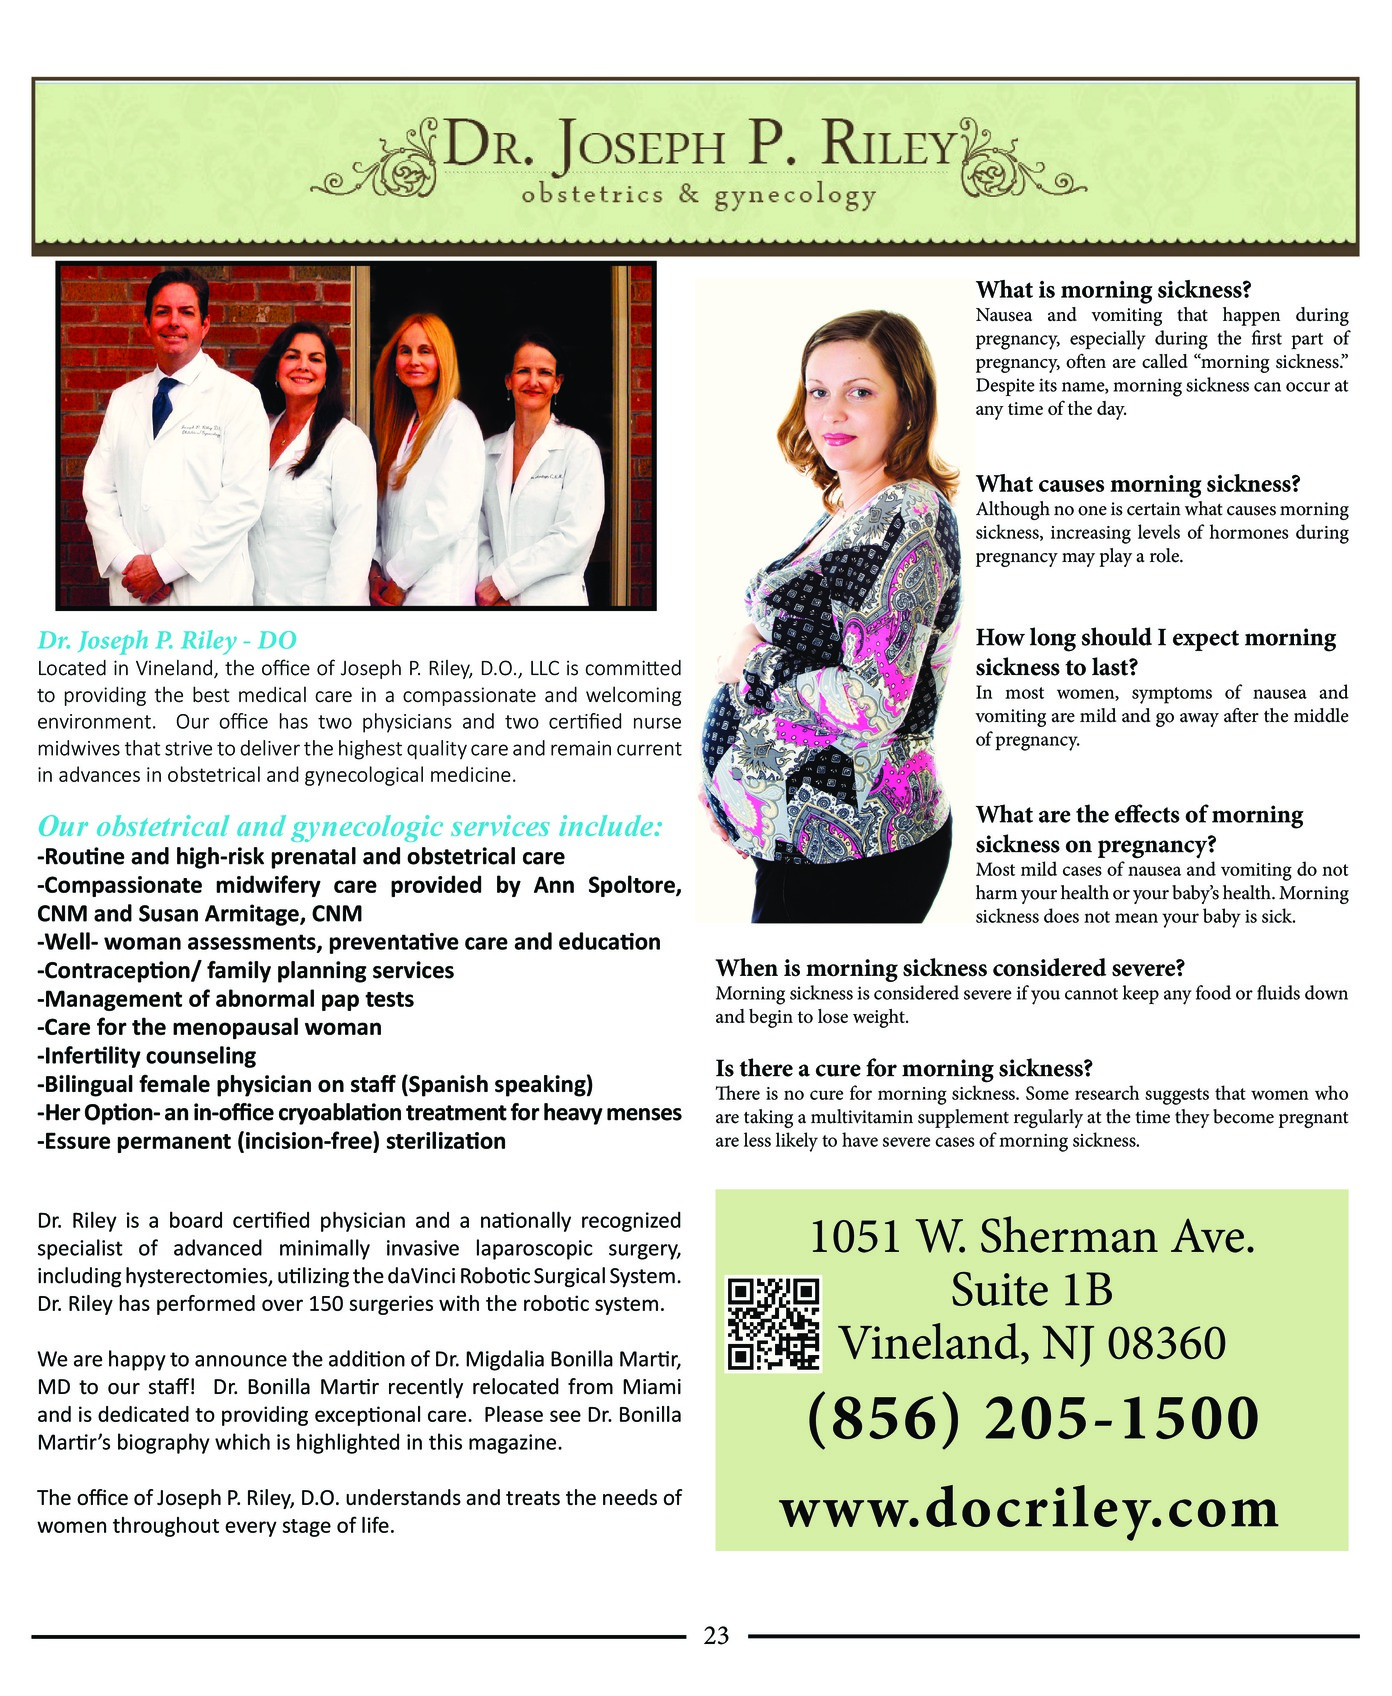 DR. JOSEPH P. RILEY
obstetrics & gynecology
Dr. Joseph P. Riley - DO
Located in Vineland, the office of Joseph P. Riley, D.O., LLC is committed
to providing the best medical care in a compassionate and welcoming
environment. Our office has two physicians and two certified nurse
midwives that strive to deliver the highest quality care and remain current
in advances in obstetrical and gynecological medicine.
Our obstetrical and gynecologic services include:
-Routine and high-risk prenatal and obstetrical care
-Compassionate midwifery care provided by Ann Spoltore,
CNM and Susan Armitage, CNM
-Well- woman assessments, preventative care and education
-Contraception/ family planning services
-Management of abnormal pap tests
-Care for the menopausal woman
-Infertility counseling
-Bilingual female physician on staff (Spanish speaking)
-Her Option- an in-office cryoablation treatment for heavy menses
-Essure permanent (incision-free) sterilization
Dr. Riley is a board certified physician and a nationally recognized
specialist of advanced minimally invasive laparoscopic surgery,
including hysterectomies, utilizing the daVinci Robotic Surgical System.
Dr. Riley has performed over 150 surgeries with the robotic system.
We are happy to announce the addition of Dr. Migdalia Bonilla Martir,
MD to our staff! Dr. Bonilla Martir recently relocated from Miami
and is dedicated to providing exceptional care. Please see Dr. Bonilla
Martir's biography which is highlighted in this magazine.
The office of Joseph P. Riley, D.O. understands and treats the needs of
women throughout every stage of life.
What is morning sickness?
Nausea and vomiting that happen during
pregnancy, especially during the first part of
pregnancy, often are called “morning sickness.”
Despite its name, morning sickness can occur at
any time of the day.
What causes morning sickness?
Although no one is certain what causes morning
sickness, increasing levels of hormones during
pregnancy may play a role.
How long should I expect morning
sickness to last?
In most women, symptoms of nausea and
vomiting are mild and go away after the middle
of pregnancy.
What are the effects of morning
sickness on pregnancy?
Most mild cases of nausea and vomiting do not
harm your health or your baby's health. Morning
sickness does not mean your baby is sick.
When is morning sickness considered severe?
Morning sickness is considered severe if you cannot keep any food or fluids down
and begin to lose weight.
Is there a cure for morning sickness?
There is no cure for morning sickness. Some research suggests that women who
are taking a multivitamin supplement regularly at the time they become pregnant
are less likely to have severe cases of morning sickness.
1051 W. Sherman Ave.
Suite 1B
Vineland, NJ 08360
(856) 205-1500
www.docriley.com
23